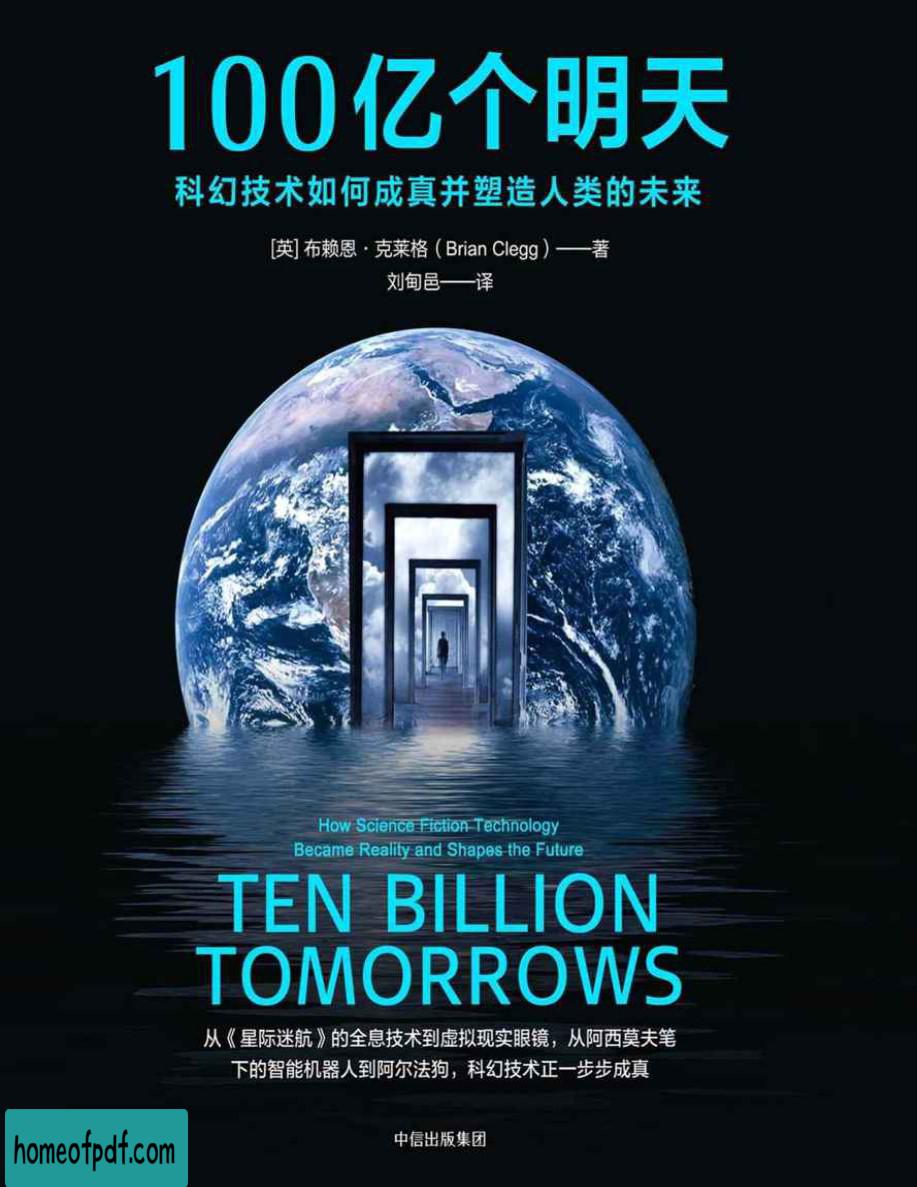 100亿个明天
科幻技术如何成真并塑造人类的未来
[英] 布赖恩·克莱格（Brian Clegg）——著
刘甸邑——译
How Science Fiction Technology
Became Reality and Shapes the Future
TEN BILLION
TOMORROWS
从《星际迷航》的全息技术到虚拟现实眼镜，从阿西莫夫笔
下的智能机器人到阿尔法狗，科幻技术正一步步成真
中信出版集团
homeofpdf.com